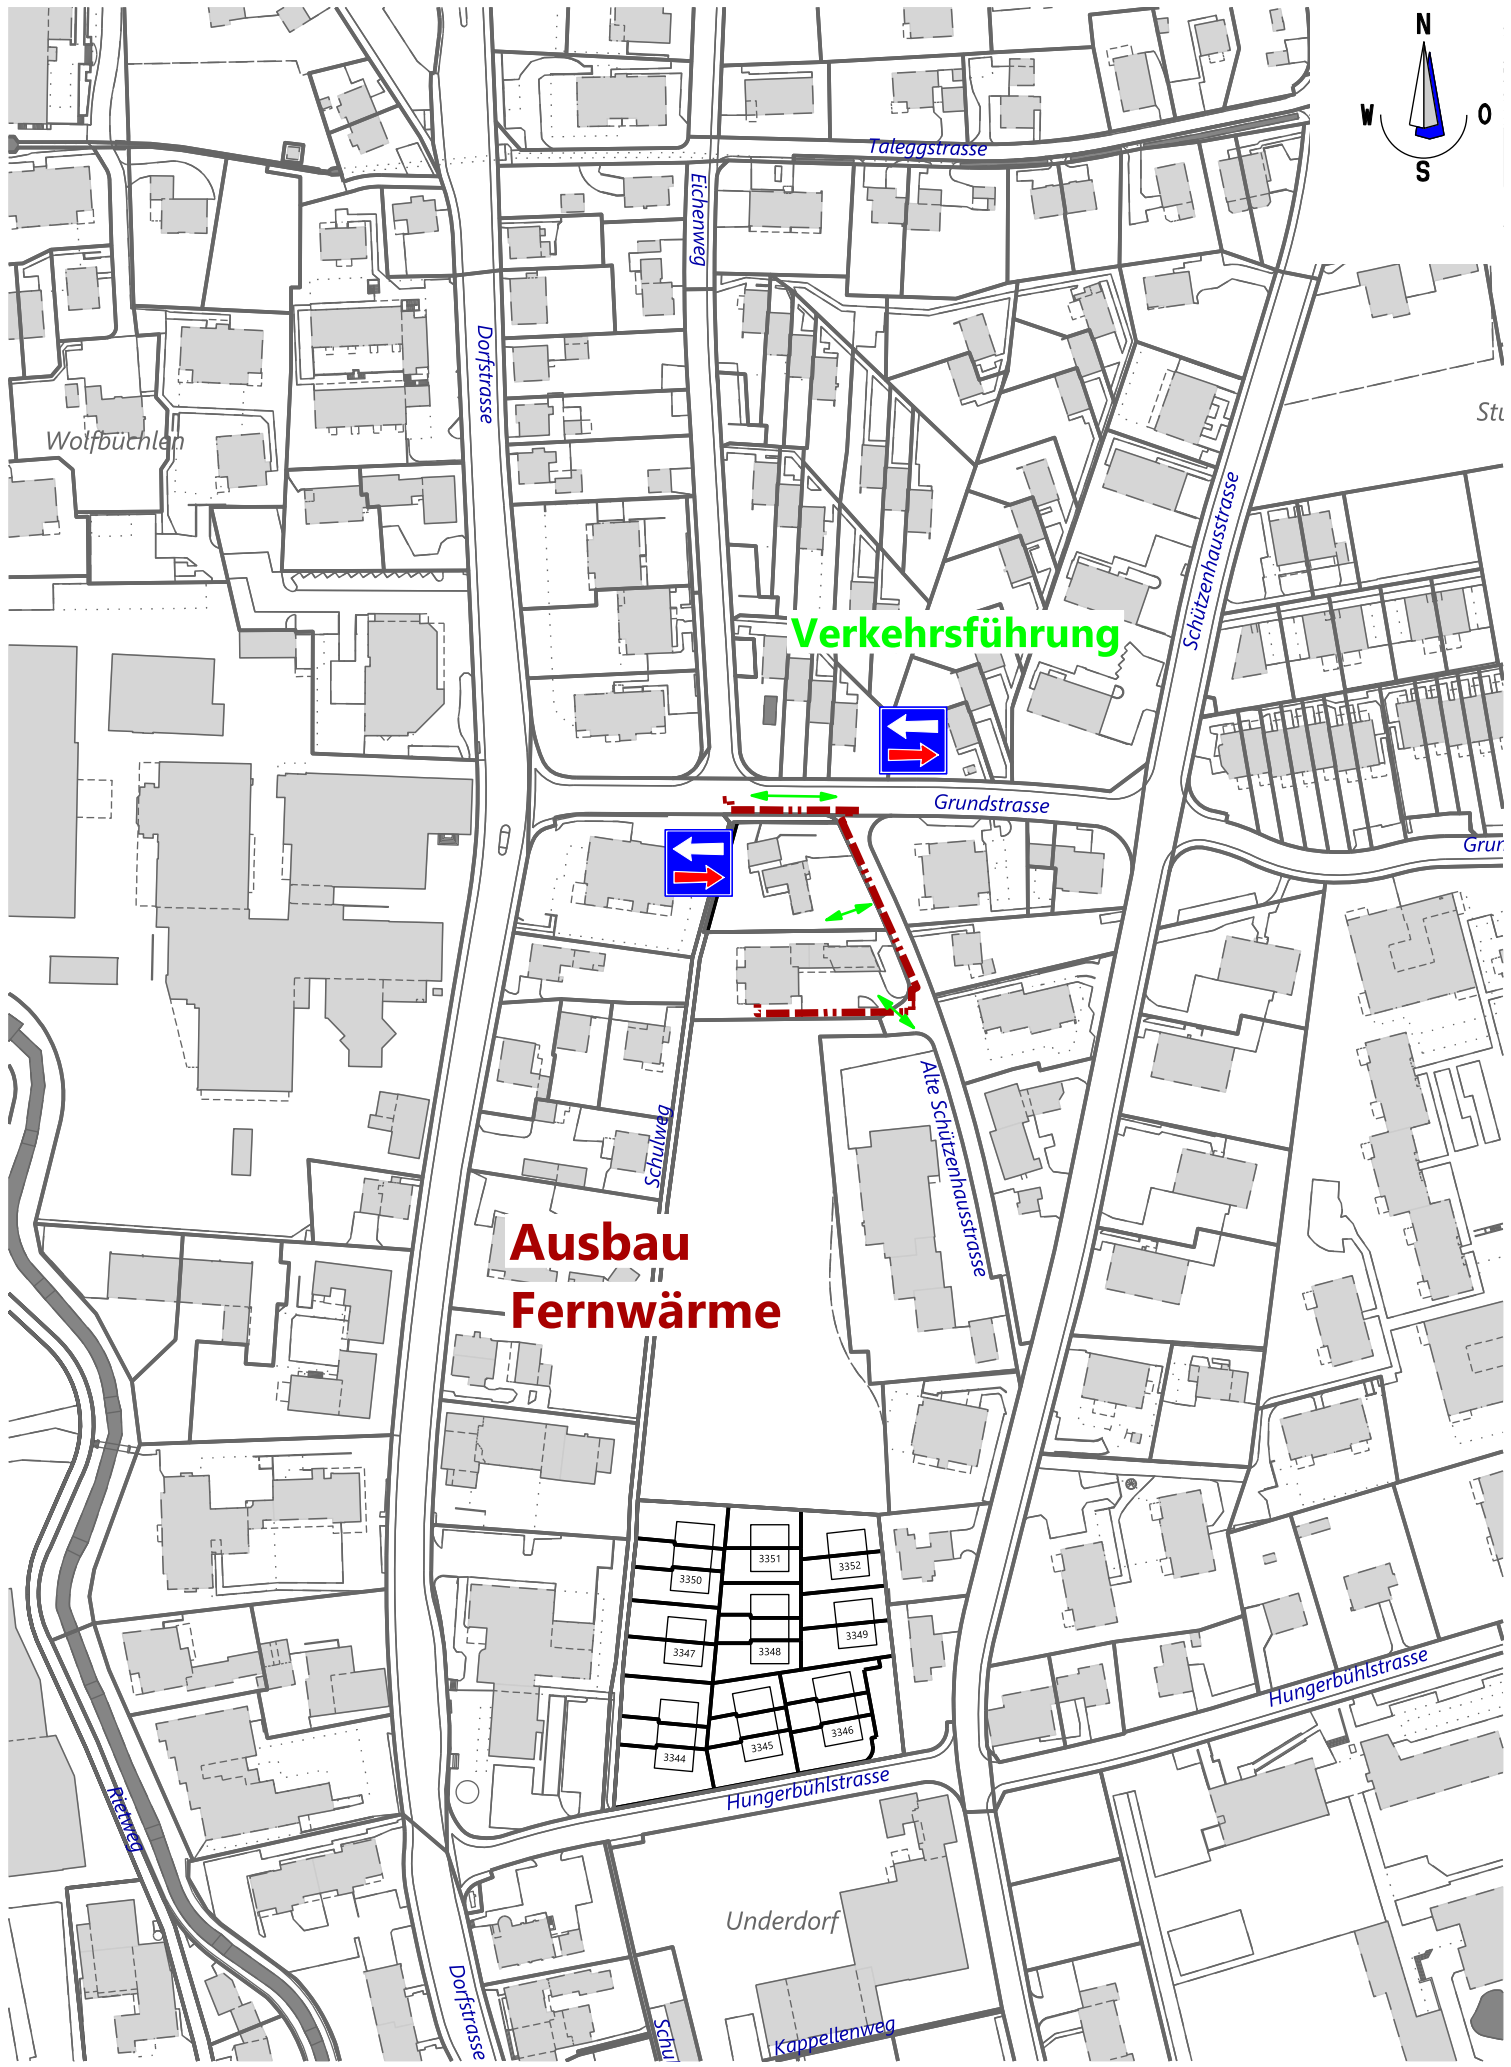 N
W
O
S
Taleggstrasse
Eichenweg
Dorfstrasse
Wolfbüchlen
Stu
Schützenhausstrasse
Verkehrsführung
Grundstrasse
Grun
Alte Schützenhausstrasse
Schulweg
Ausbau
Fernwärme
3351
3352
3350
3349
3347
3348
3346
3345
3344
Hungerbühlstrasse
Hungerbühlstrasse
Rietweg
Underdorf
Dorfstrasse
Schu
Kappellenweg